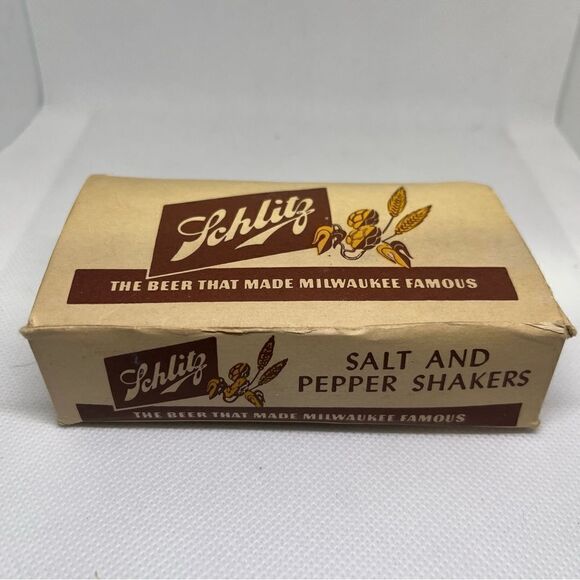 Schlitz
THE BEER THAT MADE MILWAUKEE FAMOUS
Schlitz
SALT AND
PEPPER SHAKERS
THE BEER THAT MADE MILWAUKEE FAMOUS